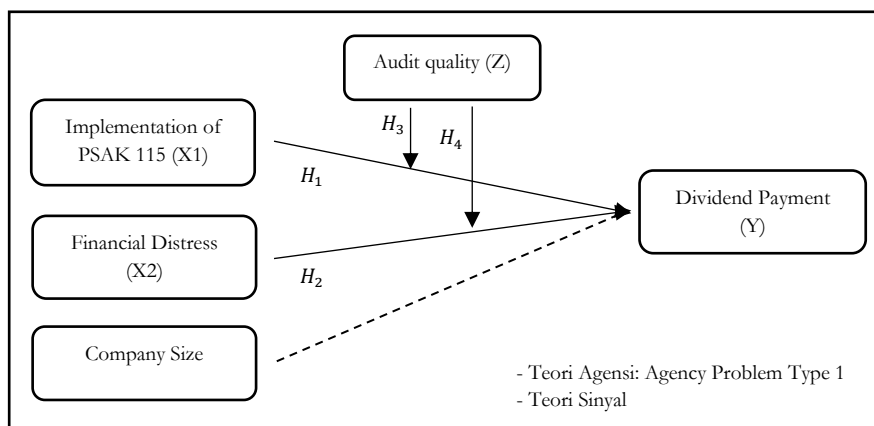 Audit quality (Z)
Implementation of
PSAK 115 (X1)
H₃
H₄
H₁
Dividend Payment
(Y)
Financial Distress
(X2)
H₂
Company Size
- Teori Agensi: Agency Problem Type 1
- Teori Sinyal